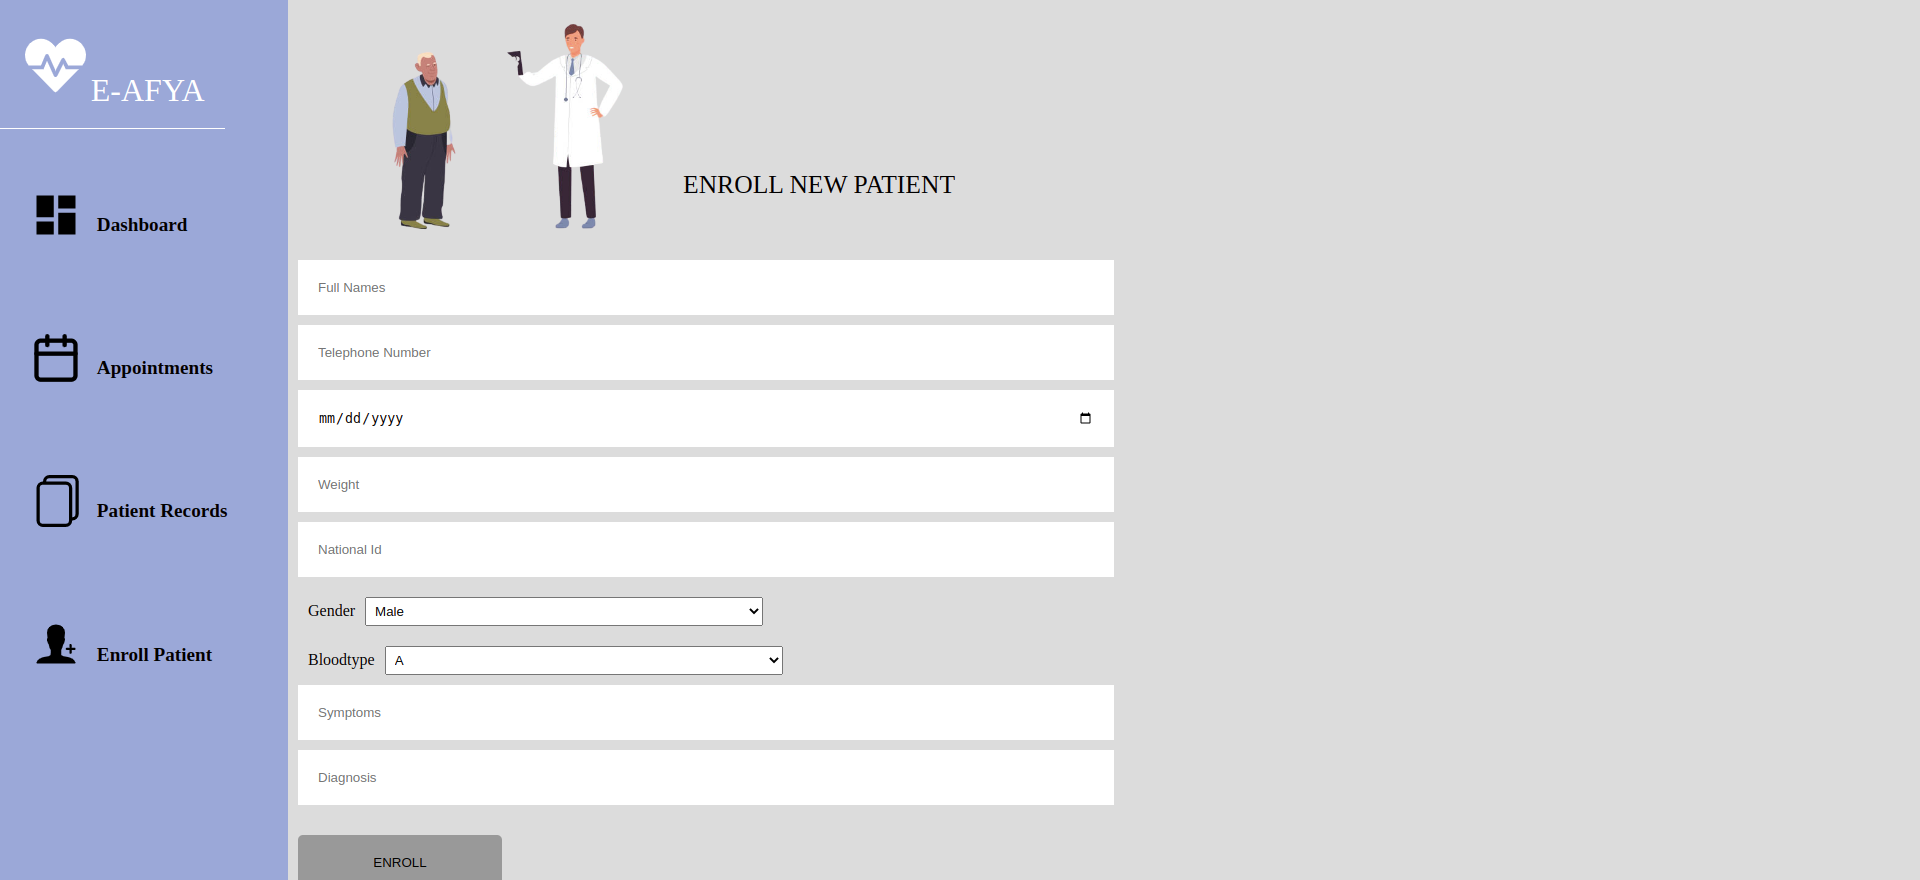 E-AFYA
Dashboard
Appointments
Patient Records
Enroll Patient
ENROLL NEW PATIENT
Full Names
Telephone Number
mm/dd/yyyy
Weight
National Id
Gender Male
Bloodtype A
Symptoms
Diagnosis
ENROLL